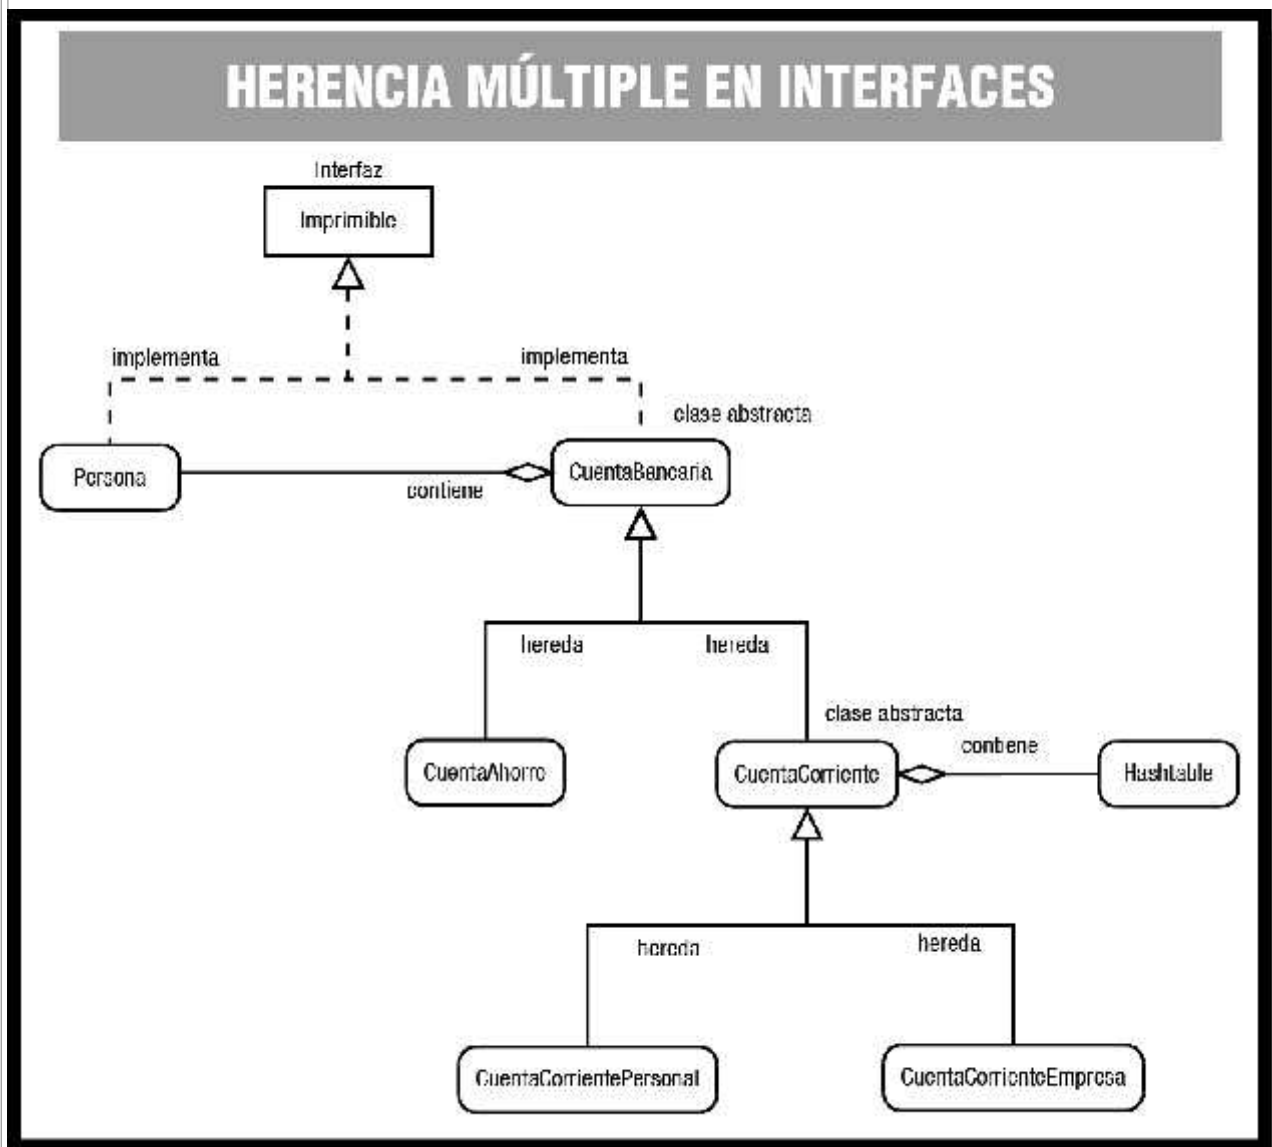 HERENCIA MÚLTIPLE EN INTERFACES
Interfaz
Imprimible
implementa
implementa
clase abstracta
Persona
contiene
CuentaBancaria
hereda
hereda
clase abstracta
CuentaAhorro
CuentaCorriente
contiene
Hashtable
hereda
hereda
CuentaCorrientePersonal
CuentaCorrienteEmpresa